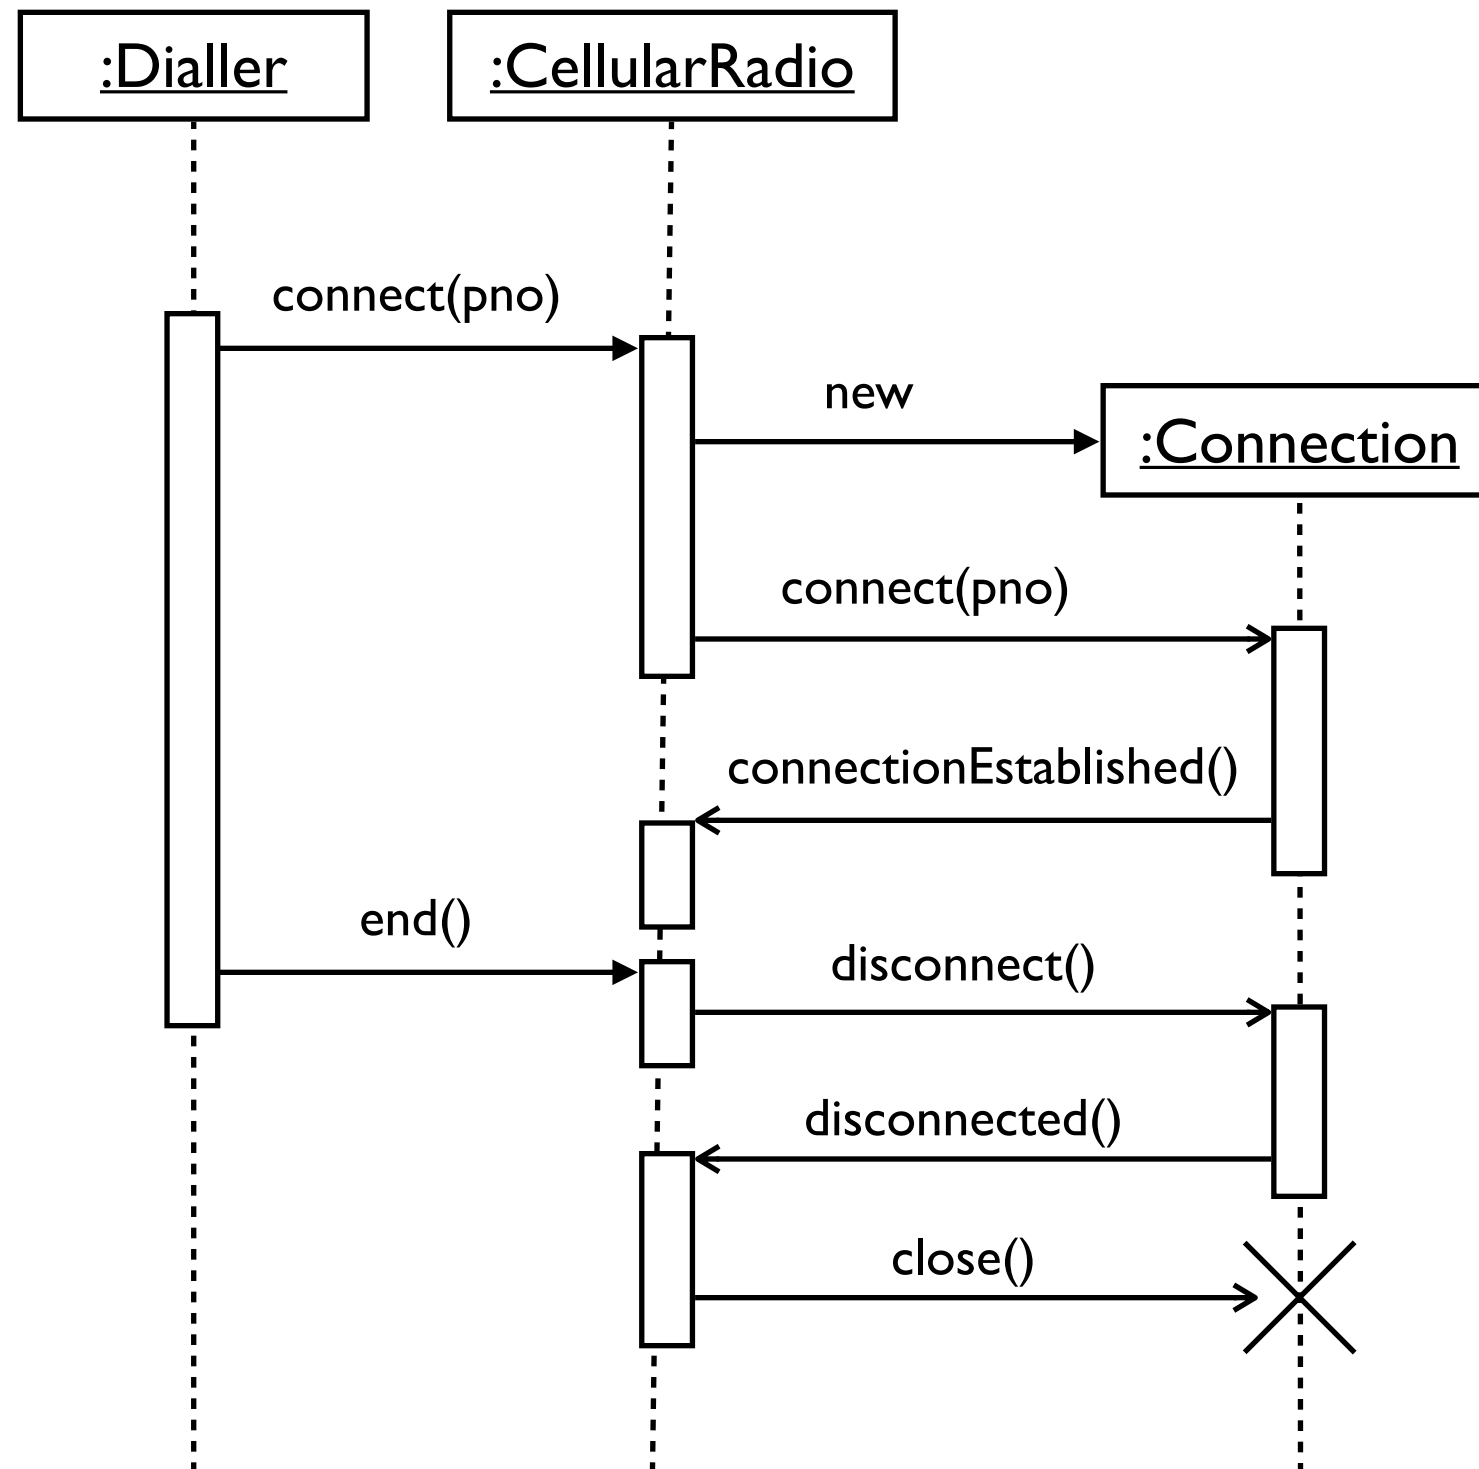 :Dialler
:CellularRadio
connect(pno)
new
:Connection
connect(pno)
connectionEstablished()
end()
disconnect()
disconnected()
close()